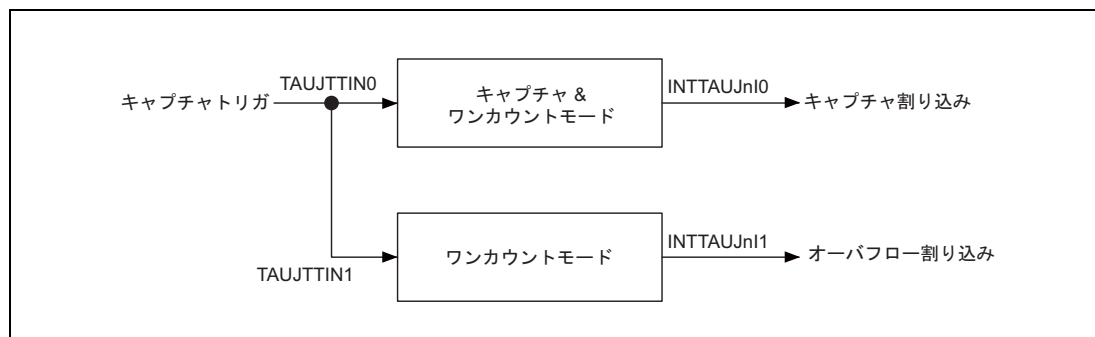 キャプチャトリガ
TAUJTTIN0
キャプチャ &
ワンカウントモード
INTTAUJnI0
キャプチャ割り込み
TAUJTTIN1
ワンカウントモード
INTTAUJnI1
オーバフロー割り込み